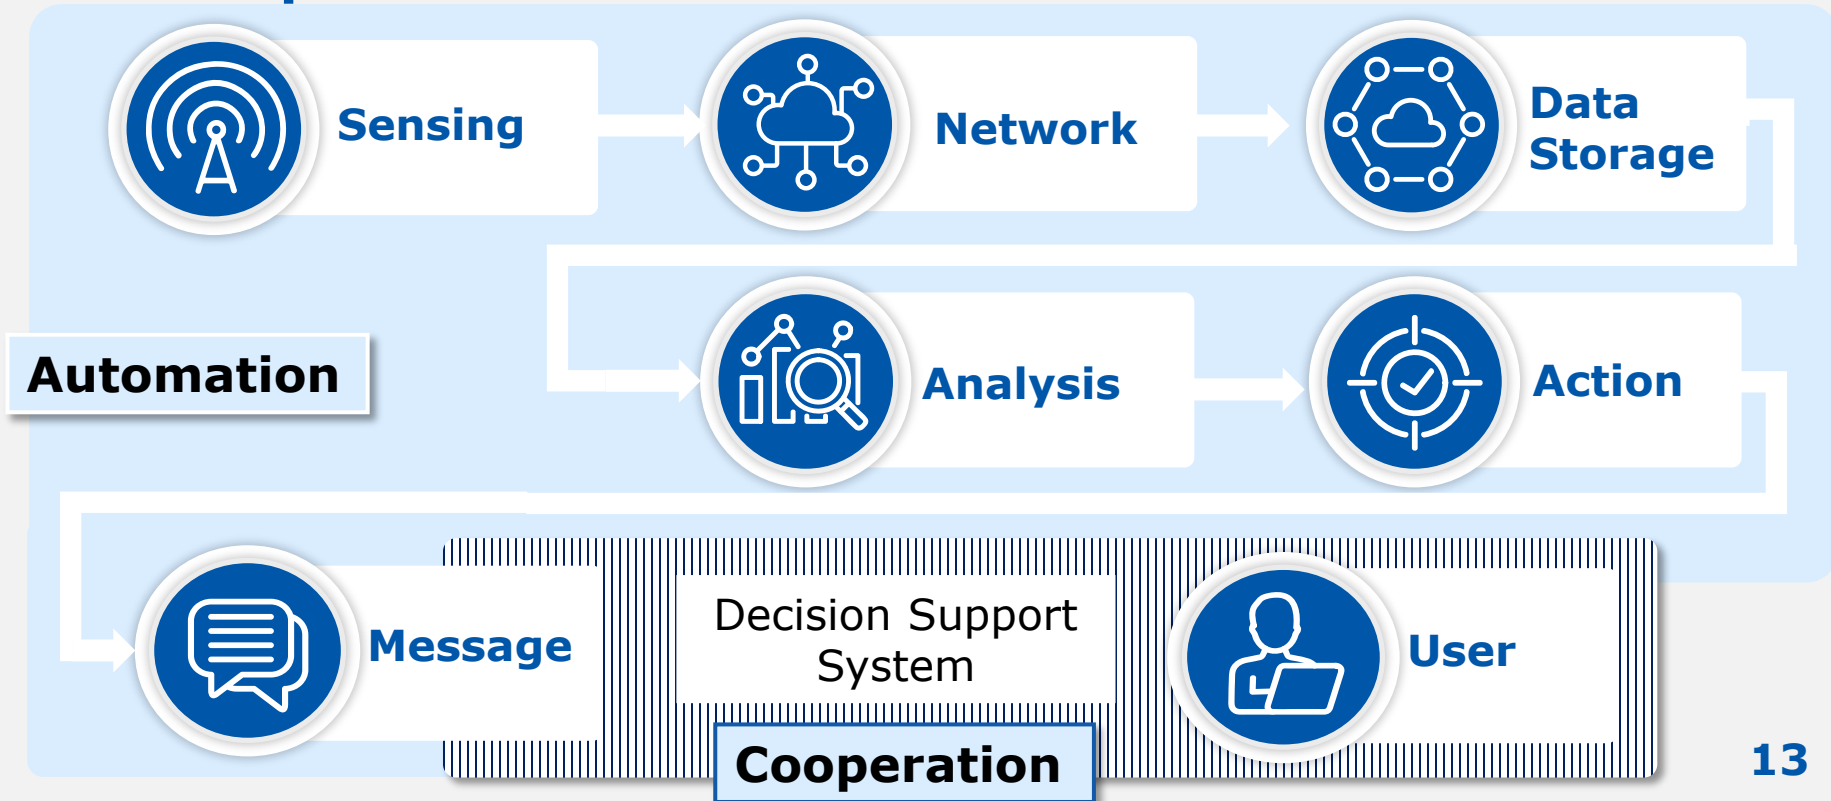 Sensing
Network
Data
Storage
Automation
Analysis
Action
Message
Decision Support
System
User
Cooperation
13